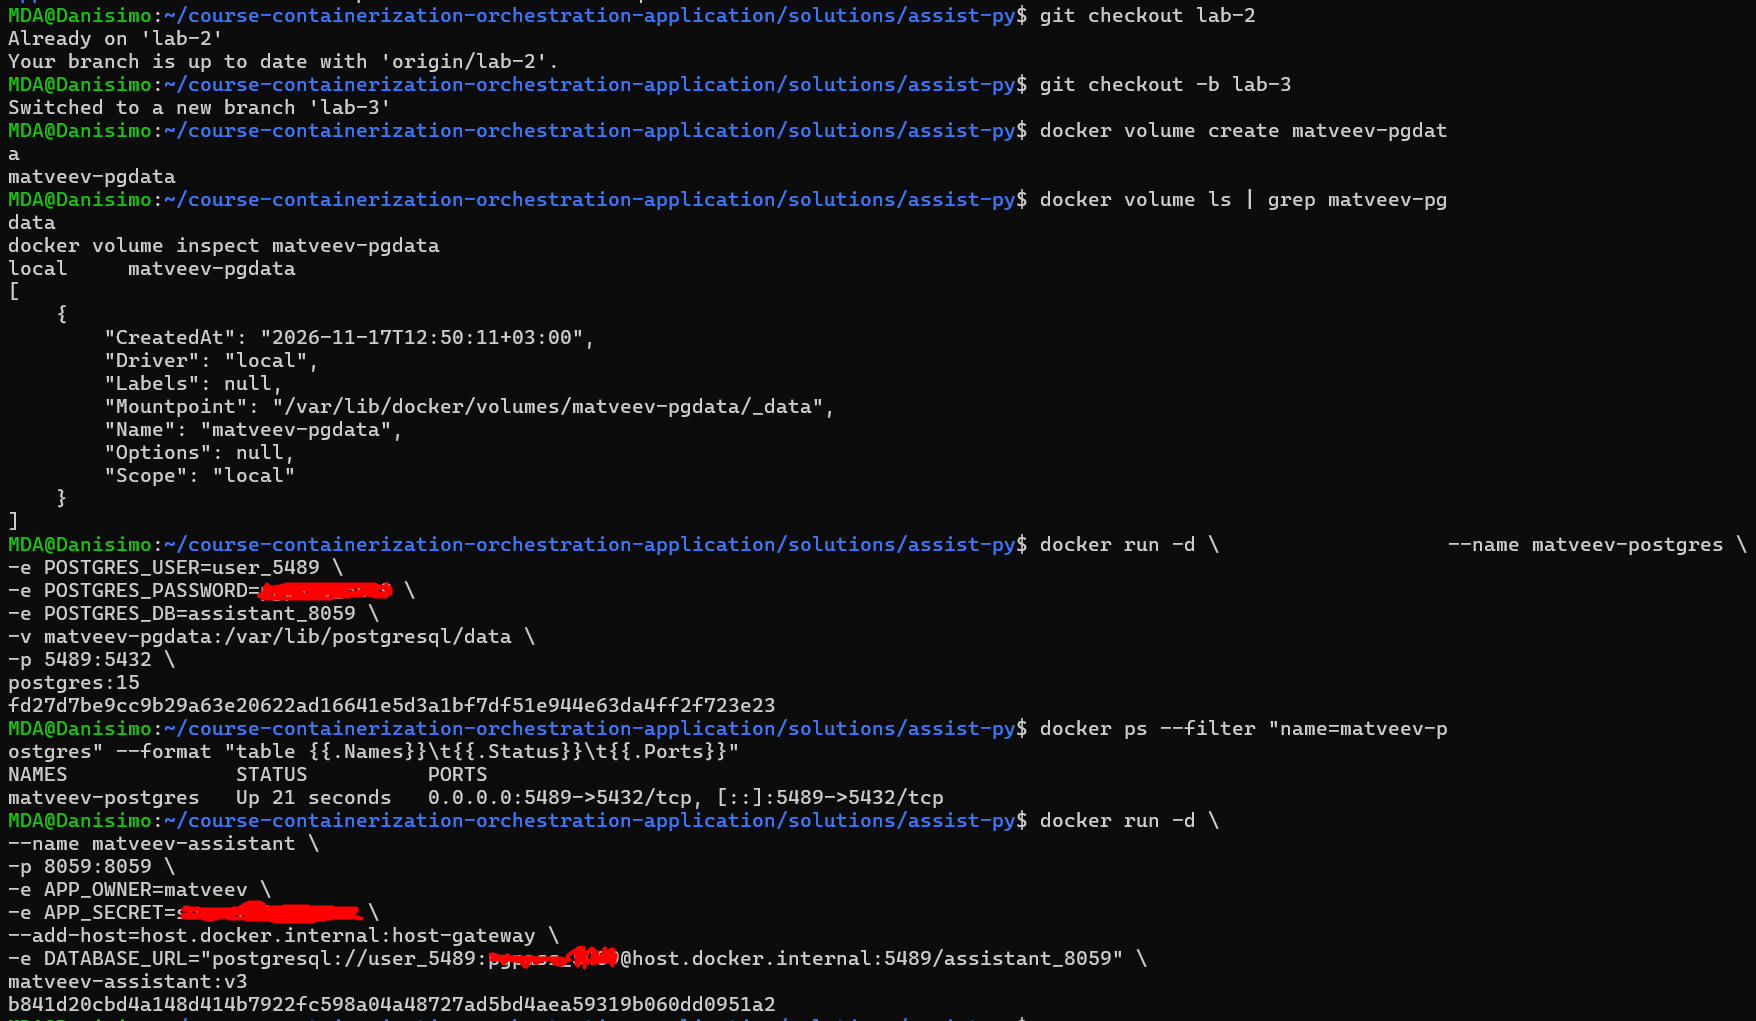 MDA@Danisimo:~/course-containerization-orchestration-application/solutions/assist-py$ git checkout lab-2
Already on 'lab-2'
Your branch is up to date with 'origin/lab-2'.
MDA@Danisimo:~/course-containerization-orchestration-application/solutions/assist-py$ git checkout -b lab-3
Switched to a new branch 'lab-3'
MDA@Danisimo:~/course-containerization-orchestration-application/solutions/assist-py$ docker volume create matveev-pgdat
a
matveev-pgdata
MDA@Danisimo:~/course-containerization-orchestration-application/solutions/assist-py$ docker volume ls | grep matveev-pg
data
docker volume inspect matveev-pgdata
local     matveev-pgdata
[
    {
        "CreatedAt": "2026-11-17T12:50:11+03:00",
        "Driver": "local",
        "Labels": null,
        "Mountpoint": "/var/lib/docker/volumes/matveev-pgdata/_data",
        "Name": "matveev-pgdata",
        "Options": null,
        "Scope": "local"
    }
]
MDA@Danisimo:~/course-containerization-orchestration-application/solutions/assist-py$ docker run -d \                   --name matveev-postgres \
-e POSTGRES_USER=user_5489 \
-e POSTGRES_PASSWORD= \
-e POSTGRES_DB=assistant_8059 \
-v matveev-pgdata:/var/lib/postgresql/data \
-p 5489:5432 \
postgres:15
fd27d7be9cc9b29a63e20622ad16641e5d3a1bf7df51e944e63da4ff2f723e23
MDA@Danisimo:~/course-containerization-orchestration-application/solutions/assist-py$ docker ps --filter "name=matveev-p
ostgres" --format "table {{.Names}}\t{{.Status}}\t{{.Ports}}"
NAMES              STATUS          PORTS
matveev-postgres   Up 21 seconds   0.0.0.0:5489->5432/tcp, [::]:5489->5432/tcp
MDA@Danisimo:~/course-containerization-orchestration-application/solutions/assist-py$ docker run -d \
--name matveev-assistant \
-p 8059:8059 \
-e APP_OWNER=matveev \
-e APP_SECRET= \
--add-host=host.docker.internal:host-gateway \
-e DATABASE_URL="postgresql://user_5489:@host.docker.internal:5489/assistant_8059" \
matveev-assistant:v3
b841d20cbd4a148d414b7922fc598a04a48727ad5bd4aea59319b060dd0951a2